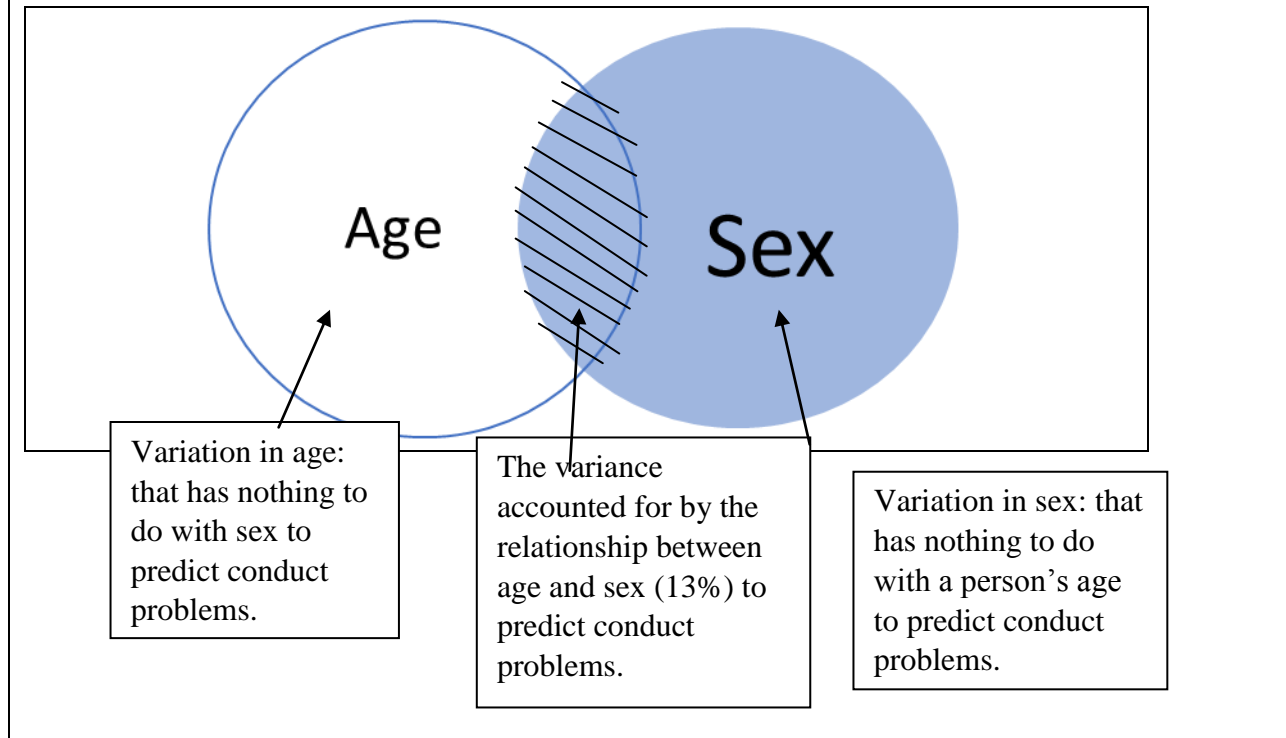 Age
Sex
Variation in age:
that has nothing to
do with sex to
predict conduct
problems.
The variance
accounted for by the
relationship between
age and sex (13%) to
predict conduct
problems.
Variation in sex: that
has nothing to do
with a person’s age
to predict conduct
problems.